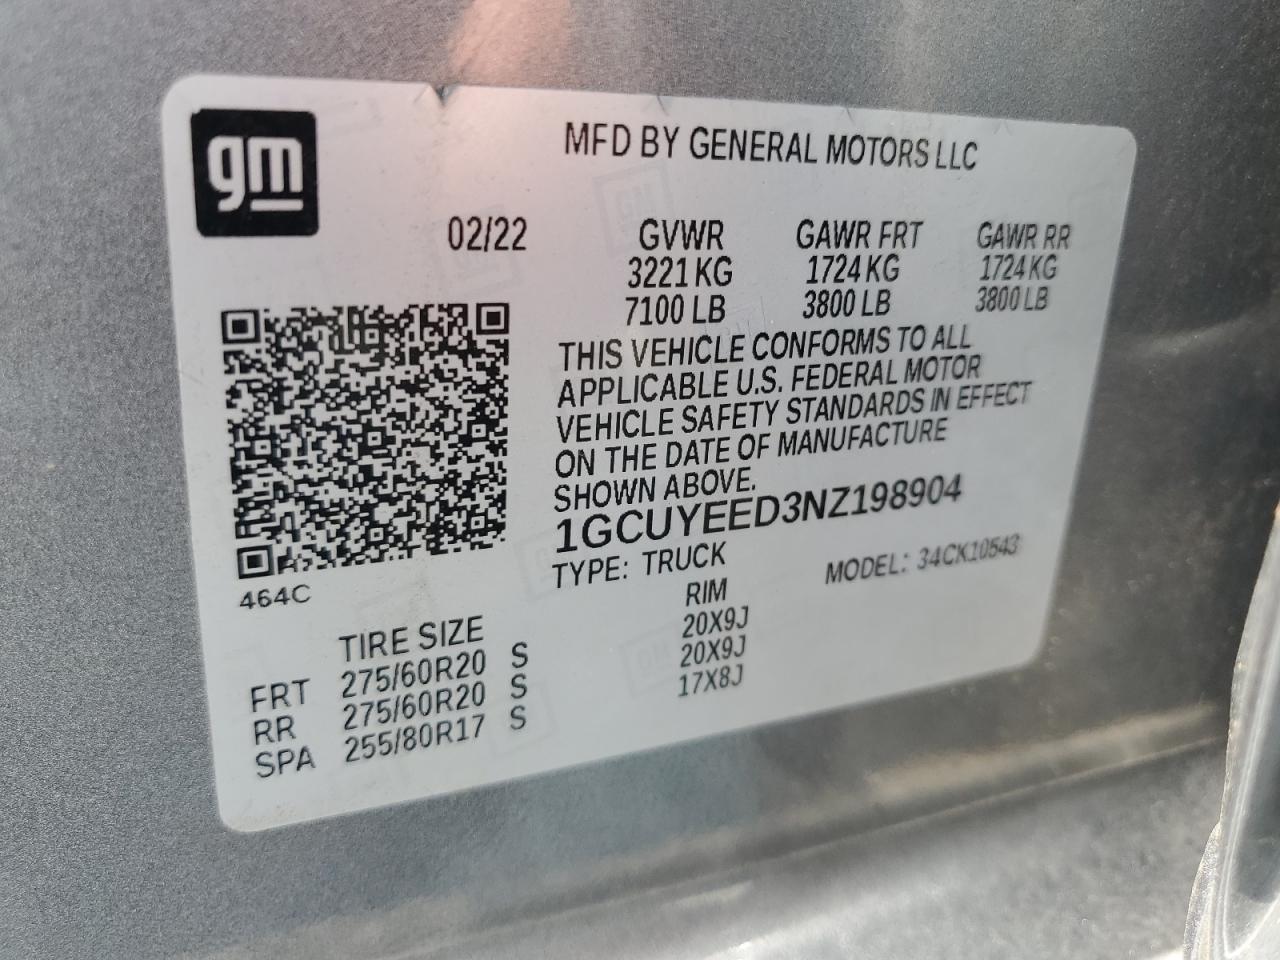 gm
MFD BY GENERAL MOTORS LLC
02/22 GVWR GAWR FRT GAWR RR
3221 KG 1724 KG 1724 KG
7100 LB 3800 LB 3800 LB
THIS VEHICLE CONFORMS TO ALL
APPLICABLE U.S. FEDERAL MOTOR
VEHICLE SAFETY STANDARDS IN EFFECT
ON THE DATE OF MANUFACTURE
SHOWN ABOVE.
1GCUYEED3NZ198904
TYPE: TRUCK MODEL: 34CK10543
464C
TIRE SIZE RIM
FRT 275/60R20 S 20X9J
RR 275/60R20 S 20X9J
SPA 255/80R17 S 17X8J